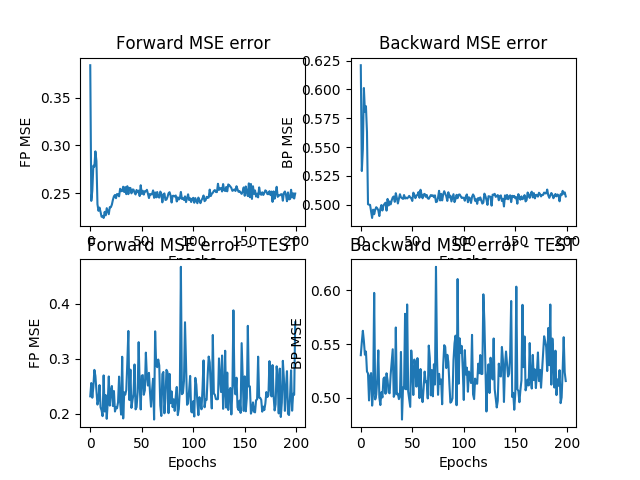 Forward MSE error
Backward MSE error
FP MSE
0.35
0.30
0.25
0 50 100 150 200
Epochs
BP MSE
0.625
0.600
0.575
0.550
0.525
0.500
0 50 100 150 200
Forward MSE error - TEST
Backward MSE error - TEST
FP MSE
0.4
0.3
0.2
0 50 100 150 200
Epochs
BP MSE
0.60
0.55
0.50
0 50 100 150 200
Epochs